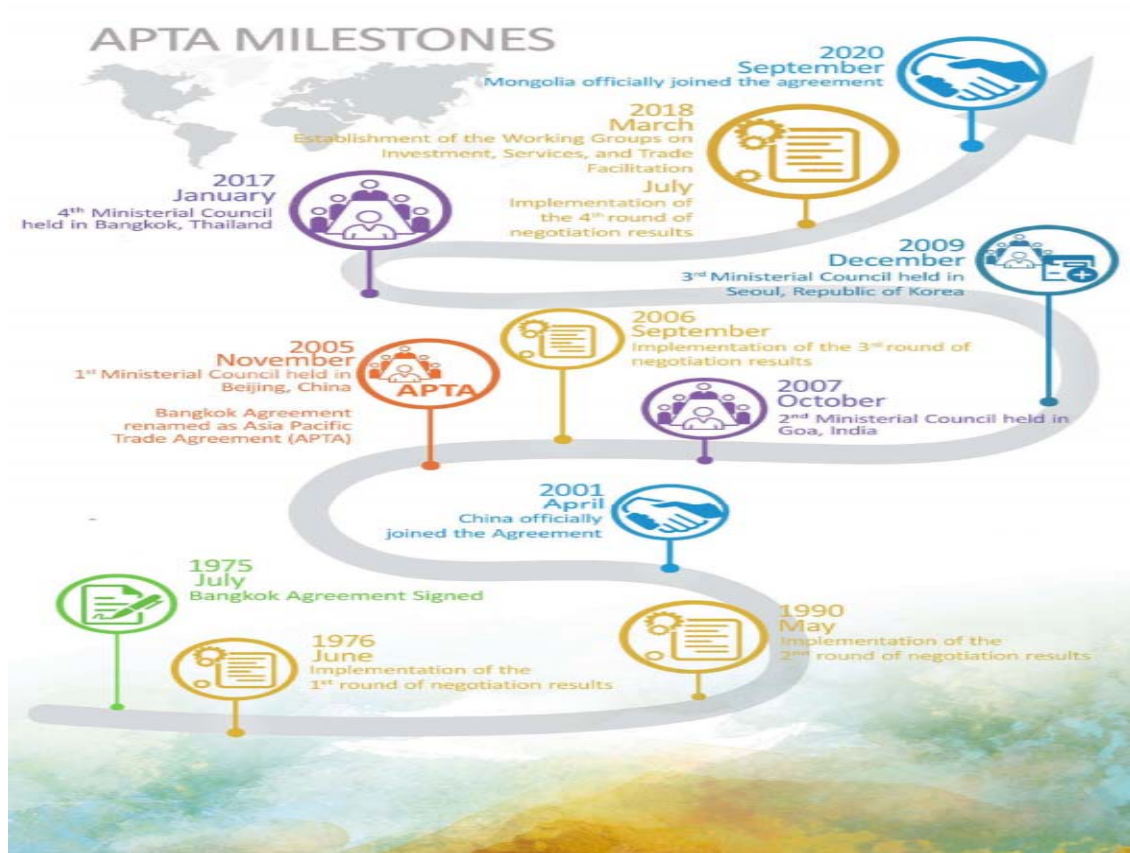 APTA MILESTONES
2020
September
Mongolia officially joined the agreement
2018
March
Establishment of the Working Groups on
Investment, Services, and Trade
Facilitation
July
Implementation of
the 4th round of
negotiation results
2017
January
4th Ministerial Council
held in Bangkok, Thailand
2009
December
3rd Ministerial Council held in
Seoul, Republic of Korea
2006
September
Implementation of the 3rd round of
negotiation results
2005
November
1st Ministerial Council held in
Beijing, China
Bangkok Agreement
renamed as Asia Pacific
Trade Agreement (APTA)
APTA
2007
October
2nd Ministerial Council held in
Goa, India
2001
April
China officially
joined the Agreement
1975
July
Bangkok Agreement Signed
1976
June
Implementation of the
1st round of negotiation results
1990
May
Implementation of the
2nd round of negotiation results